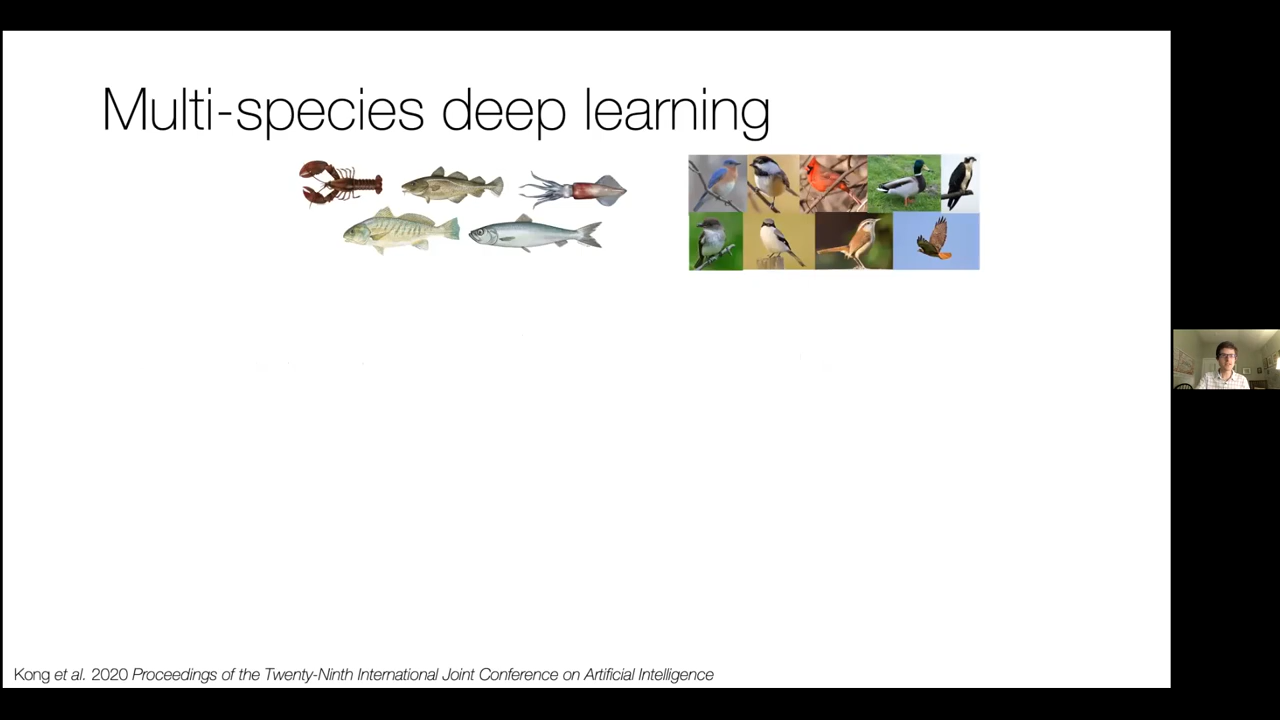 Multi-species deep learning
Kong et al. 2020 Proceedings of the Twenty-Ninth International Joint Conference on Artificial Intelligence